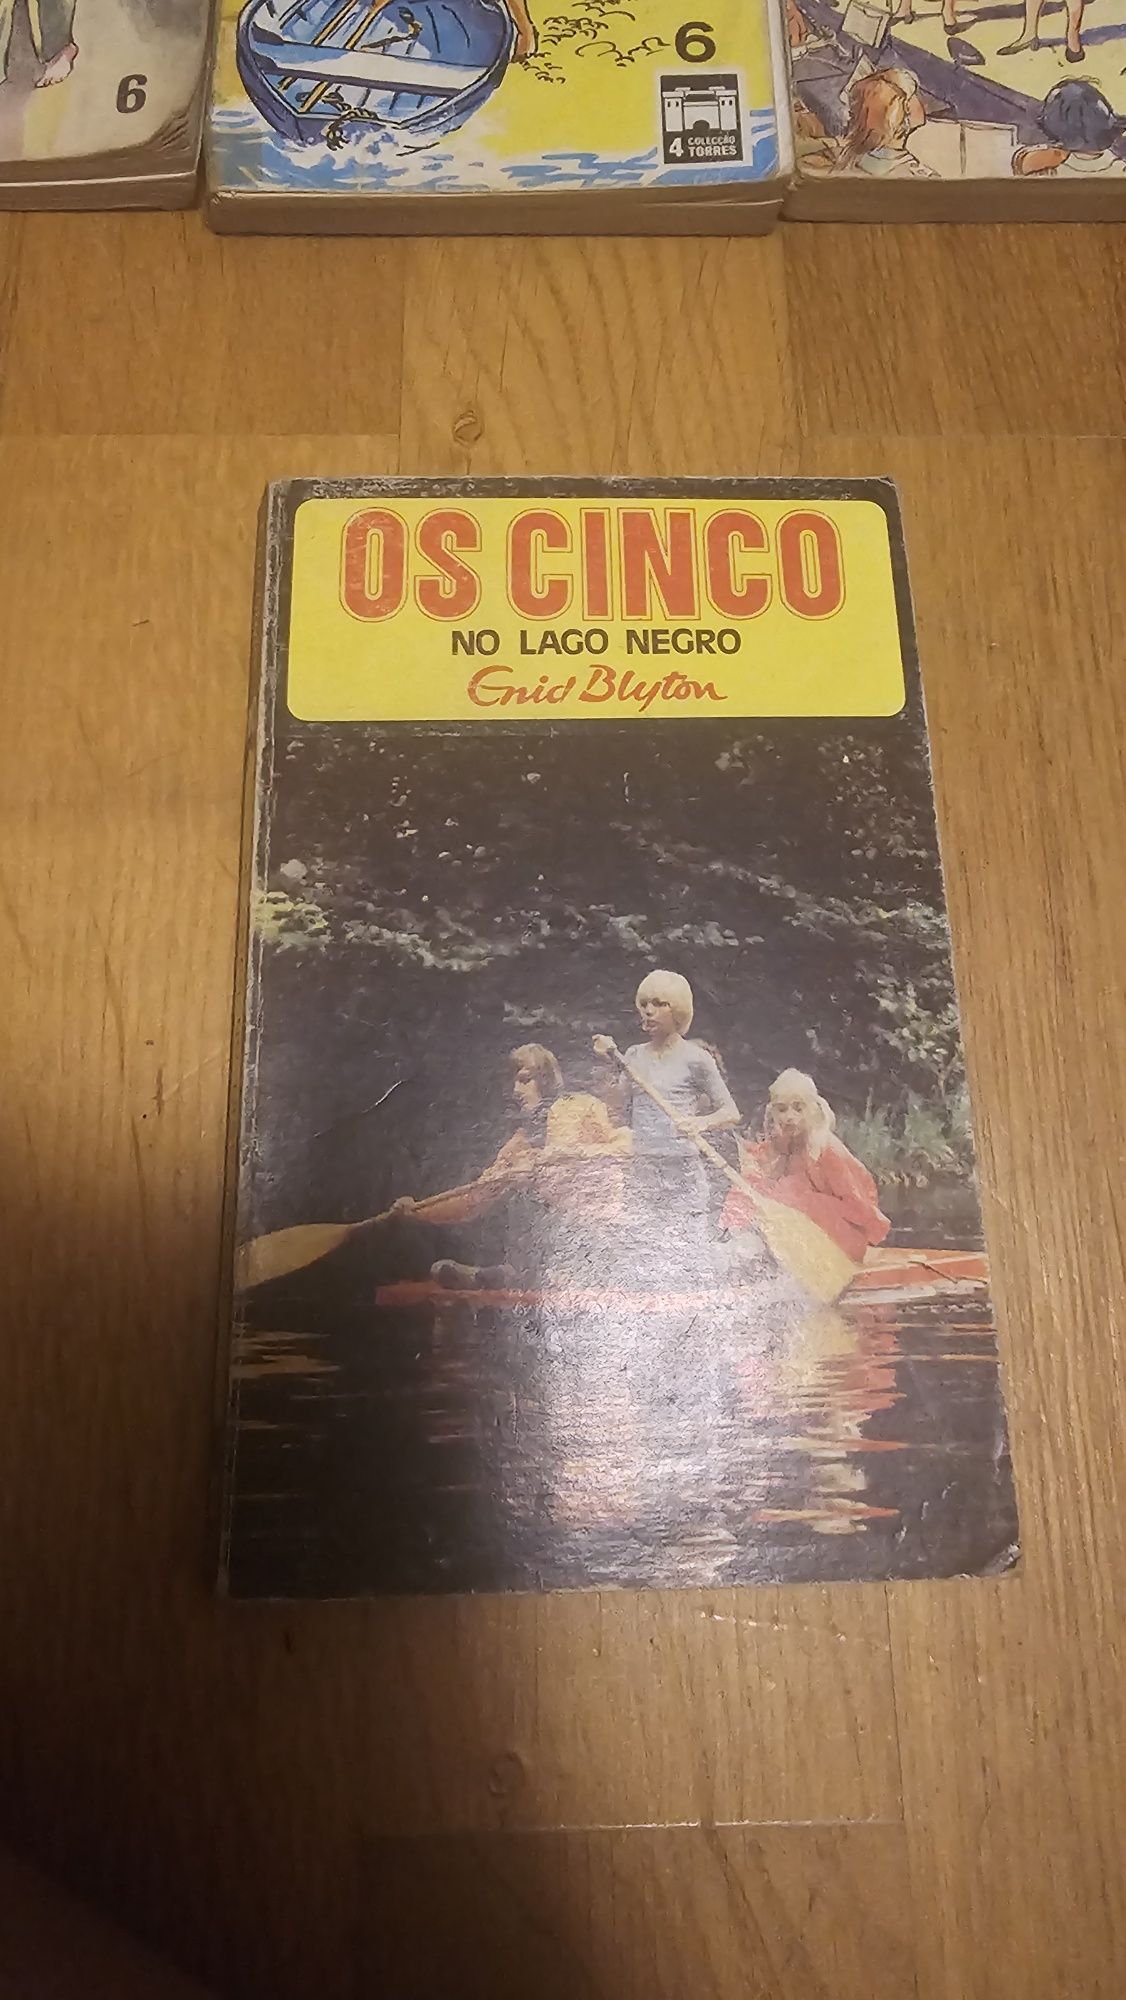 6
6
4 COLECÇÃO
TORRES
OS CINCO
NO LAGO NEGRO
Enid Blyton